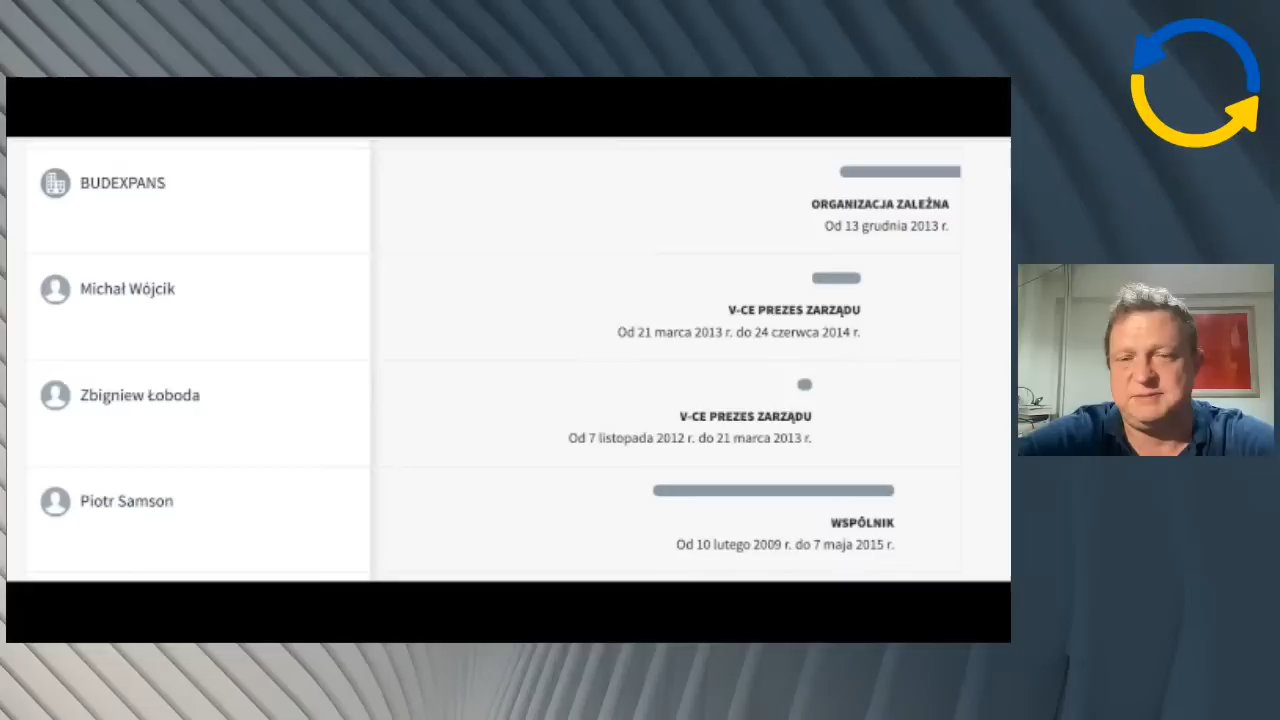 BUDEXPANS
ORGANIZACJA ZALEŻNA
Od 13 grudnia 2013 r.
Michał Wójcik
V-CE PREZES ZARZĄDU
Od 21 marca 2013 r. do 24 czerwca 2014 r.
Zbigniew Łoboda
V-CE PREZES ZARZĄDU
Od 7 listopada 2012 r. do 21 marca 2013 r.
Piotr Samson
WSPÓLNIK
Od 10 lutego 2009 r. do 7 maja 2015 r.